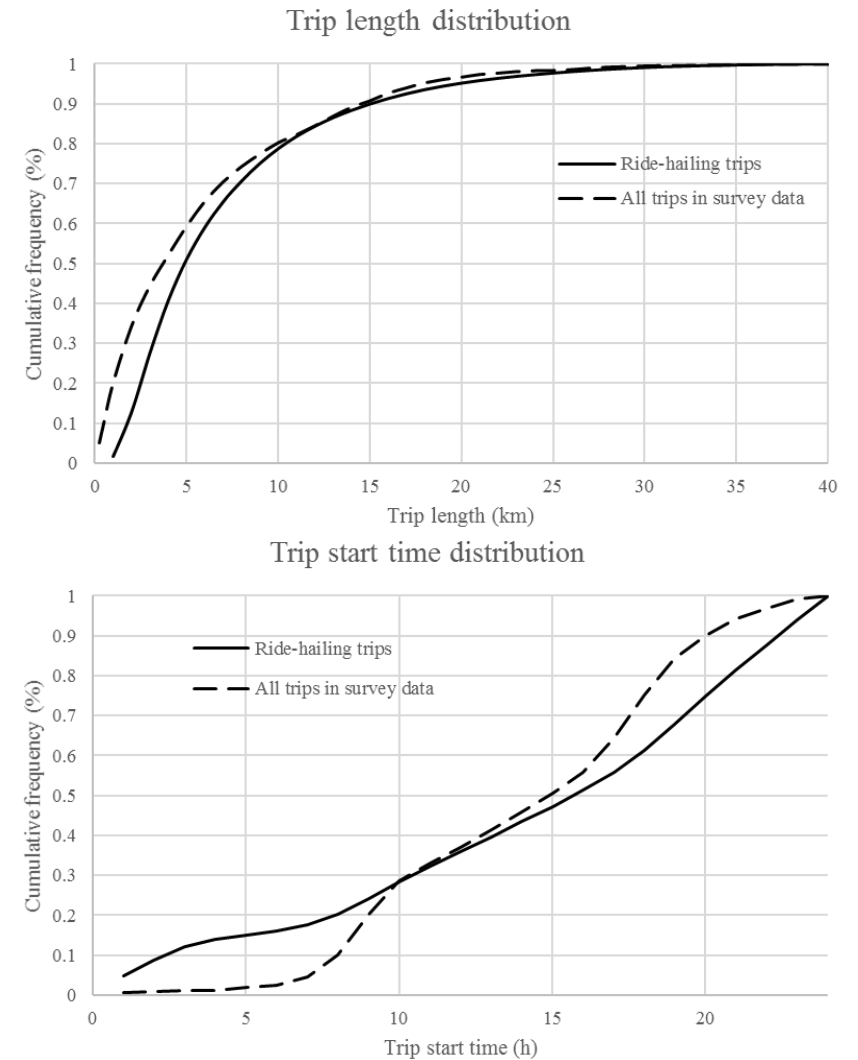 Trip length distribution
1
0.9
0.8
0.7
0.6
0.5
0.4
0.3
0.2
0.1
0
Cumulative frequency (%)
Ride-hailing trips
All trips in survey data
0 5 10 15 20 25 30 35 40
Trip length (km)
Trip start time distribution
1
0.9
0.8
0.7
0.6
0.5
0.4
0.3
0.2
0.1
0
Cumulative frequency (%)
Ride-hailing trips
All trips in survey data
0 5 10 15 20
Trip start time (h)